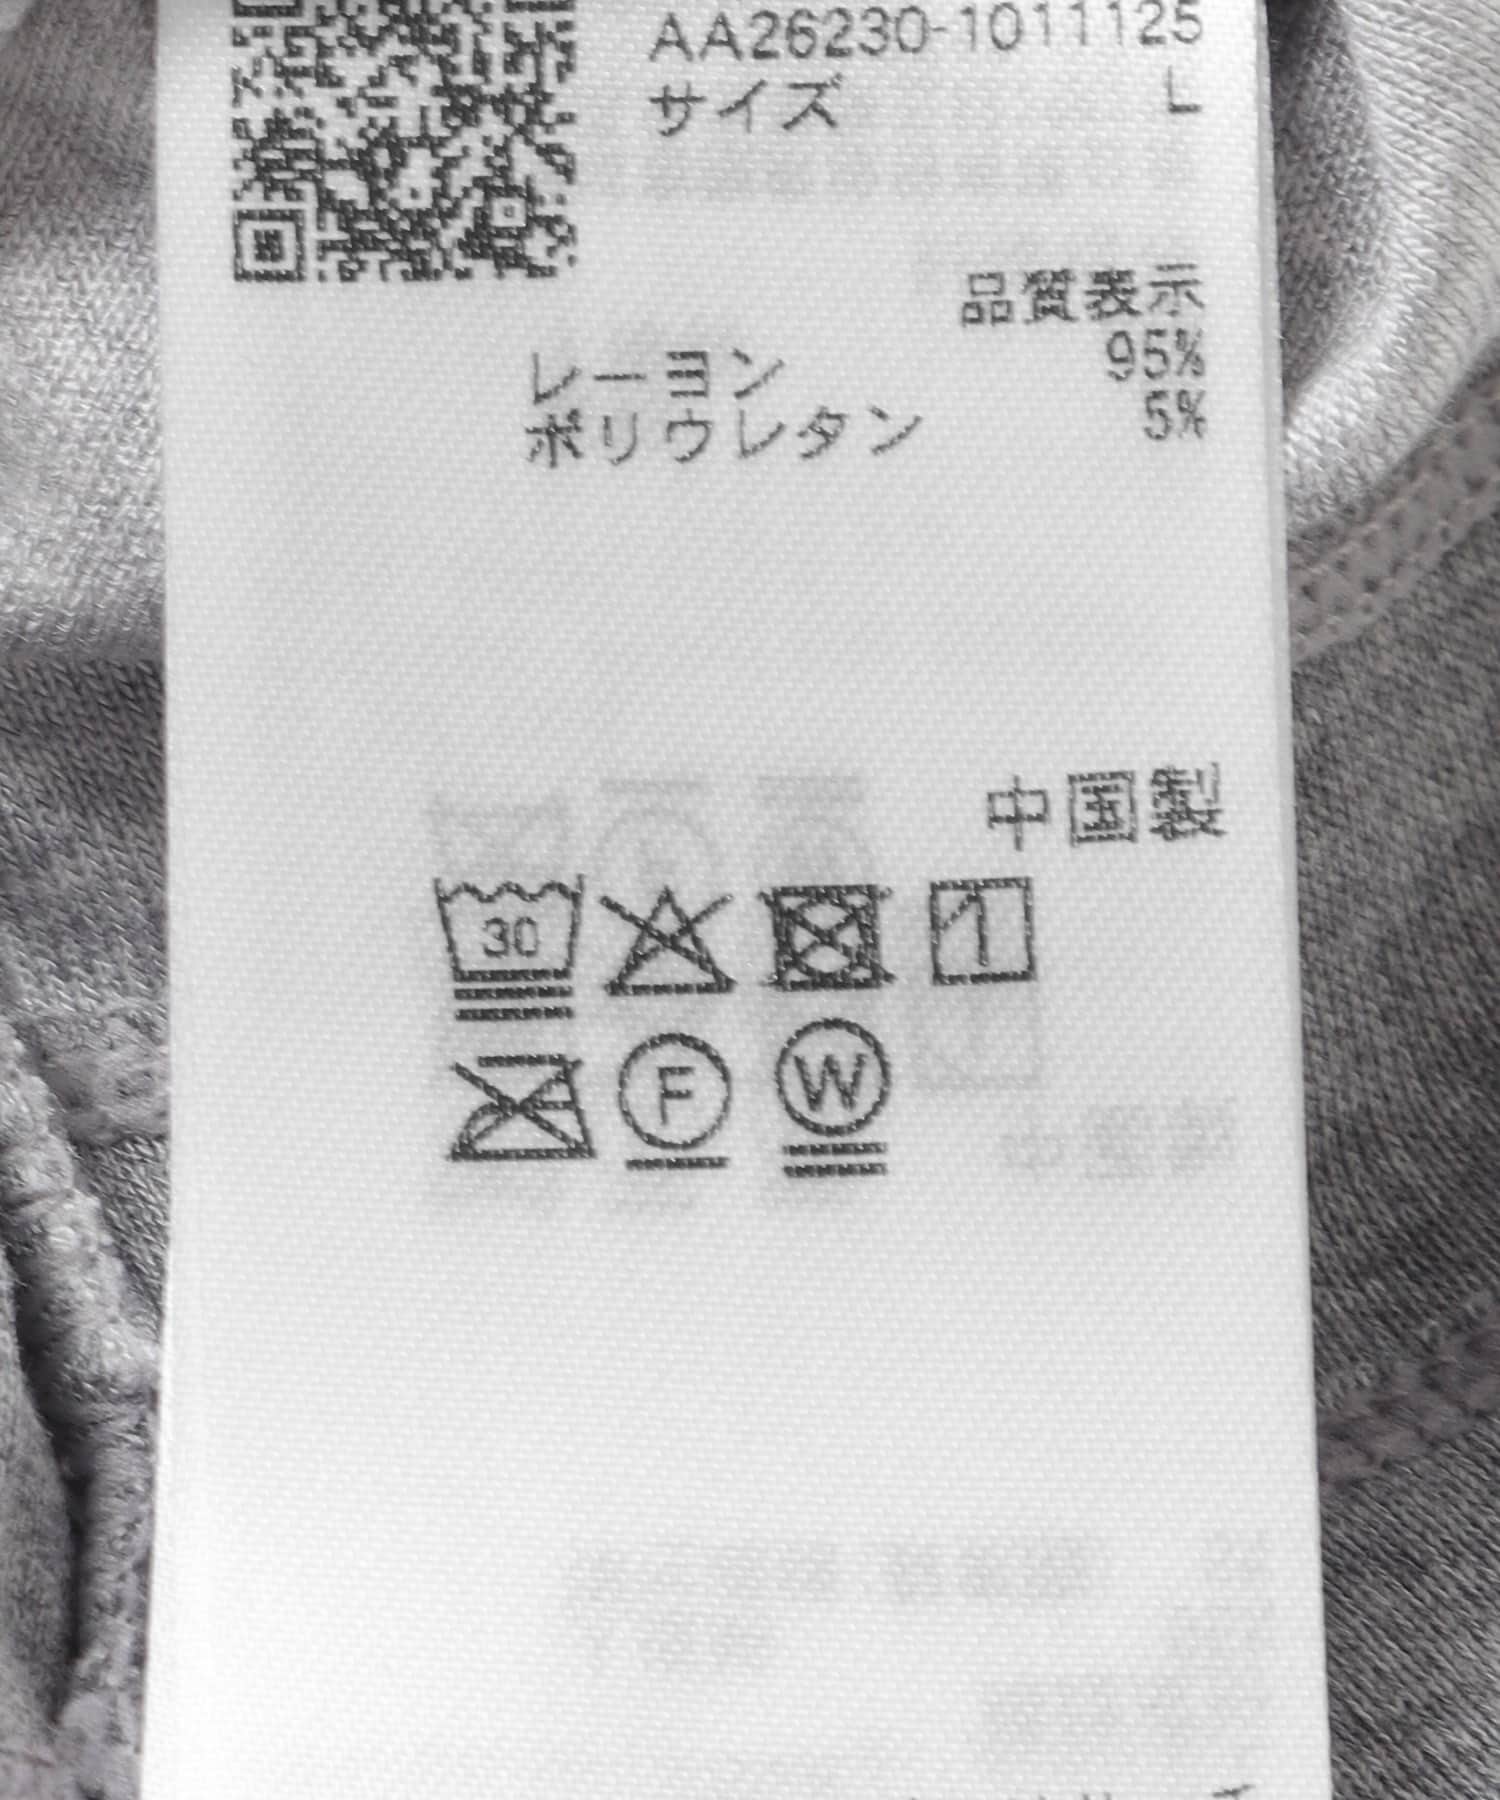 AA26230-1011125
サイズ L
品質表示
レーヨン 95%
ポリウレタン 5%
中国製
30
F W